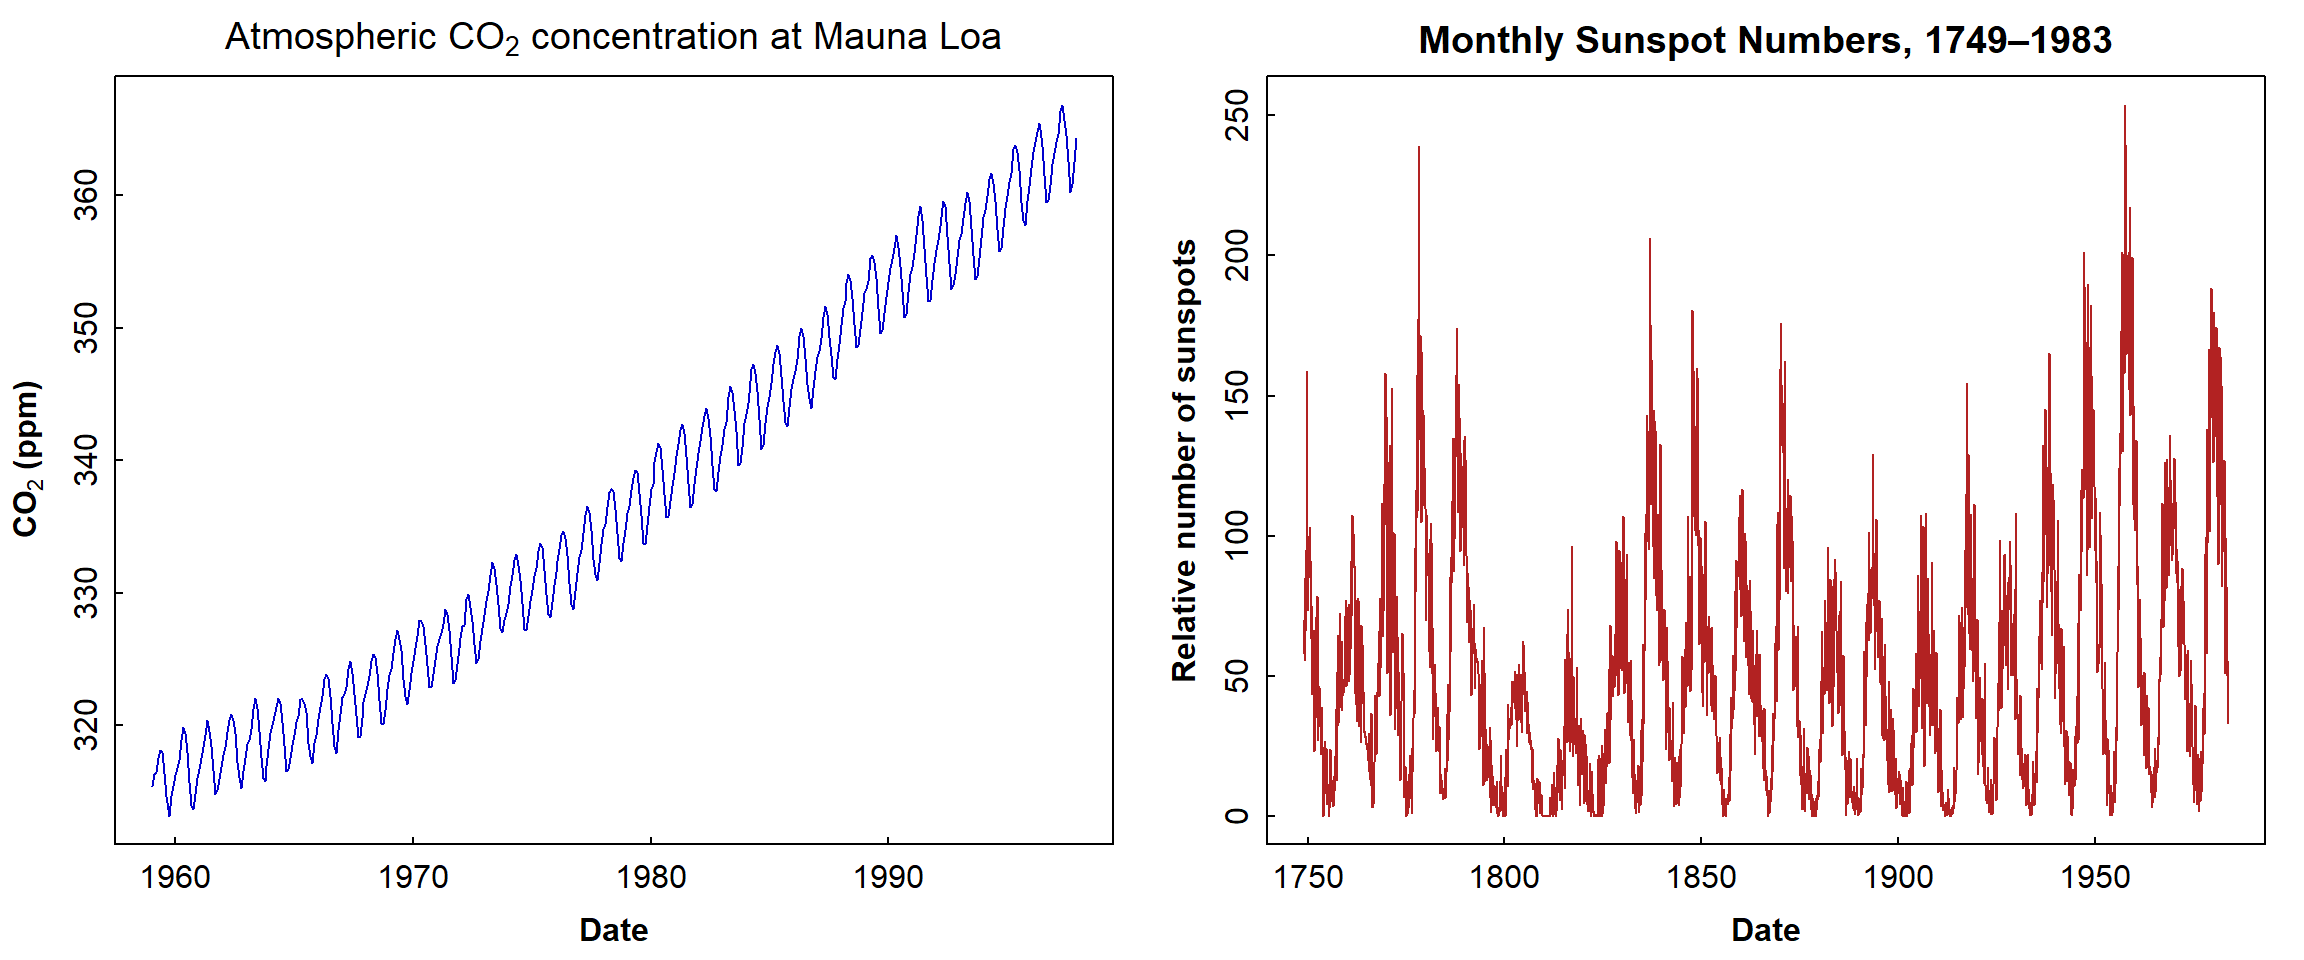 Atmospheric CO₂ concentration at Mauna Loa
CO₂ (ppm)
360
350
340
330
320
1960 1970 1980 1990
Date
Monthly Sunspot Numbers, 1749–1983
Relative number of sunspots
250
200
150
100
50
0
1750 1800 1850 1900 1950
Date